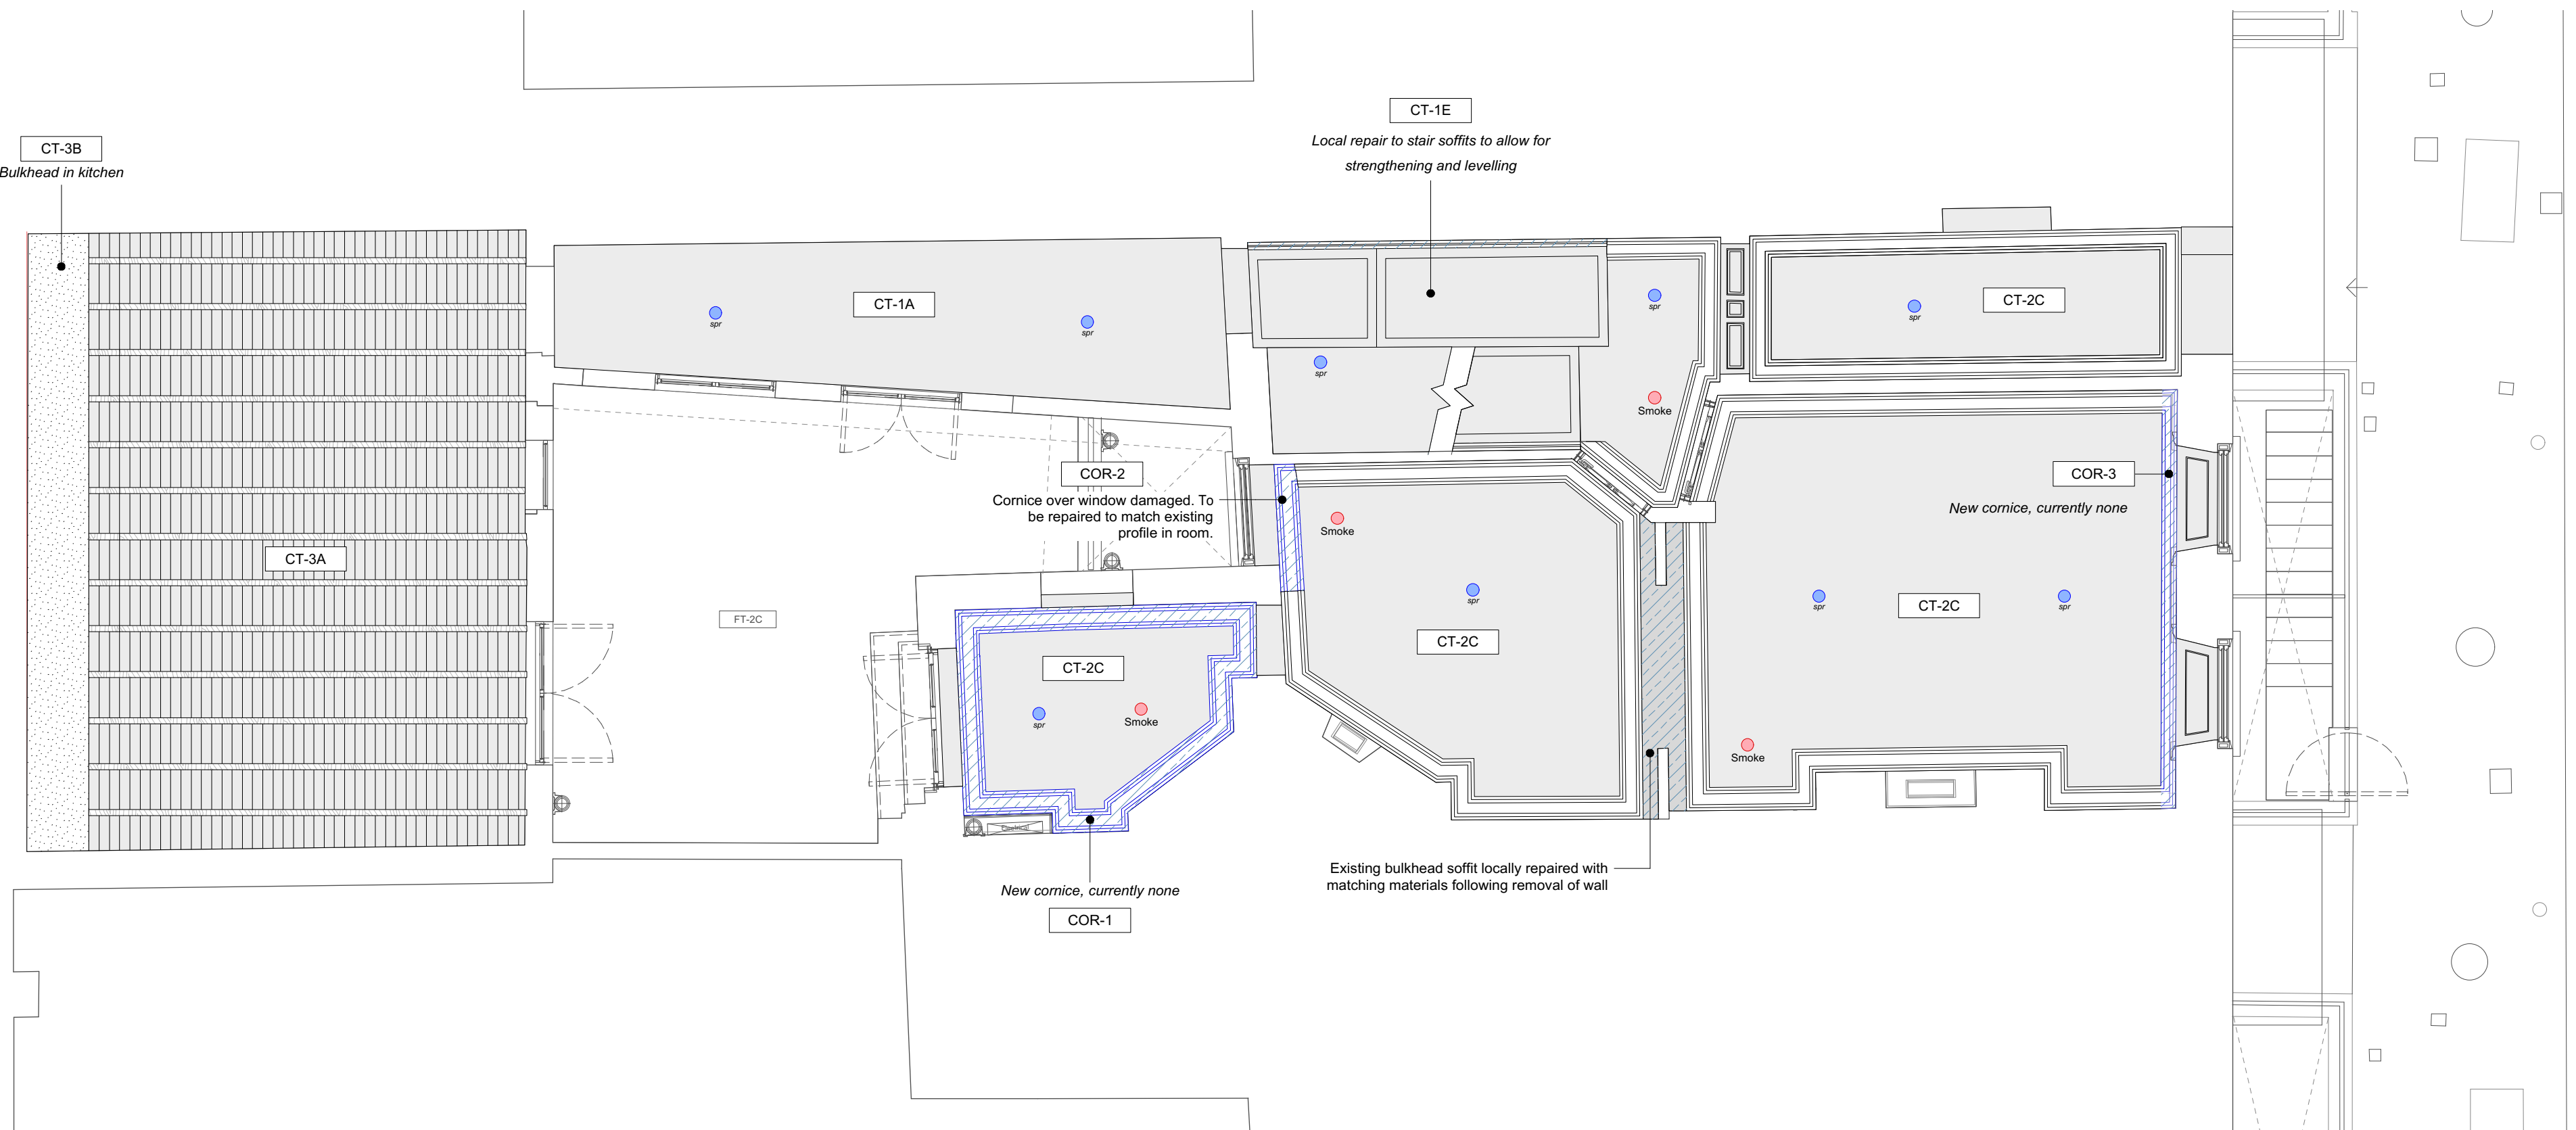 CT-1E
Local repair to stair soffits to allow for
strengthening and levelling
CT-3B
Bulkhead in kitchen
CT-1A
spr
spr
spr
spr
Smoke
spr
CT-2C
COR-2
Cornice over window damaged. To
be repaired to match existing
profile in room.
Smoke
COR-3
New cornice, currently none
CT-3A
FT-2C
spr
CT-2C
spr
CT-2C
spr
CT-2C
spr
Smoke
Smoke
Existing bulkhead soffit locally repaired with
matching materials following removal of wall
New cornice, currently none
COR-1